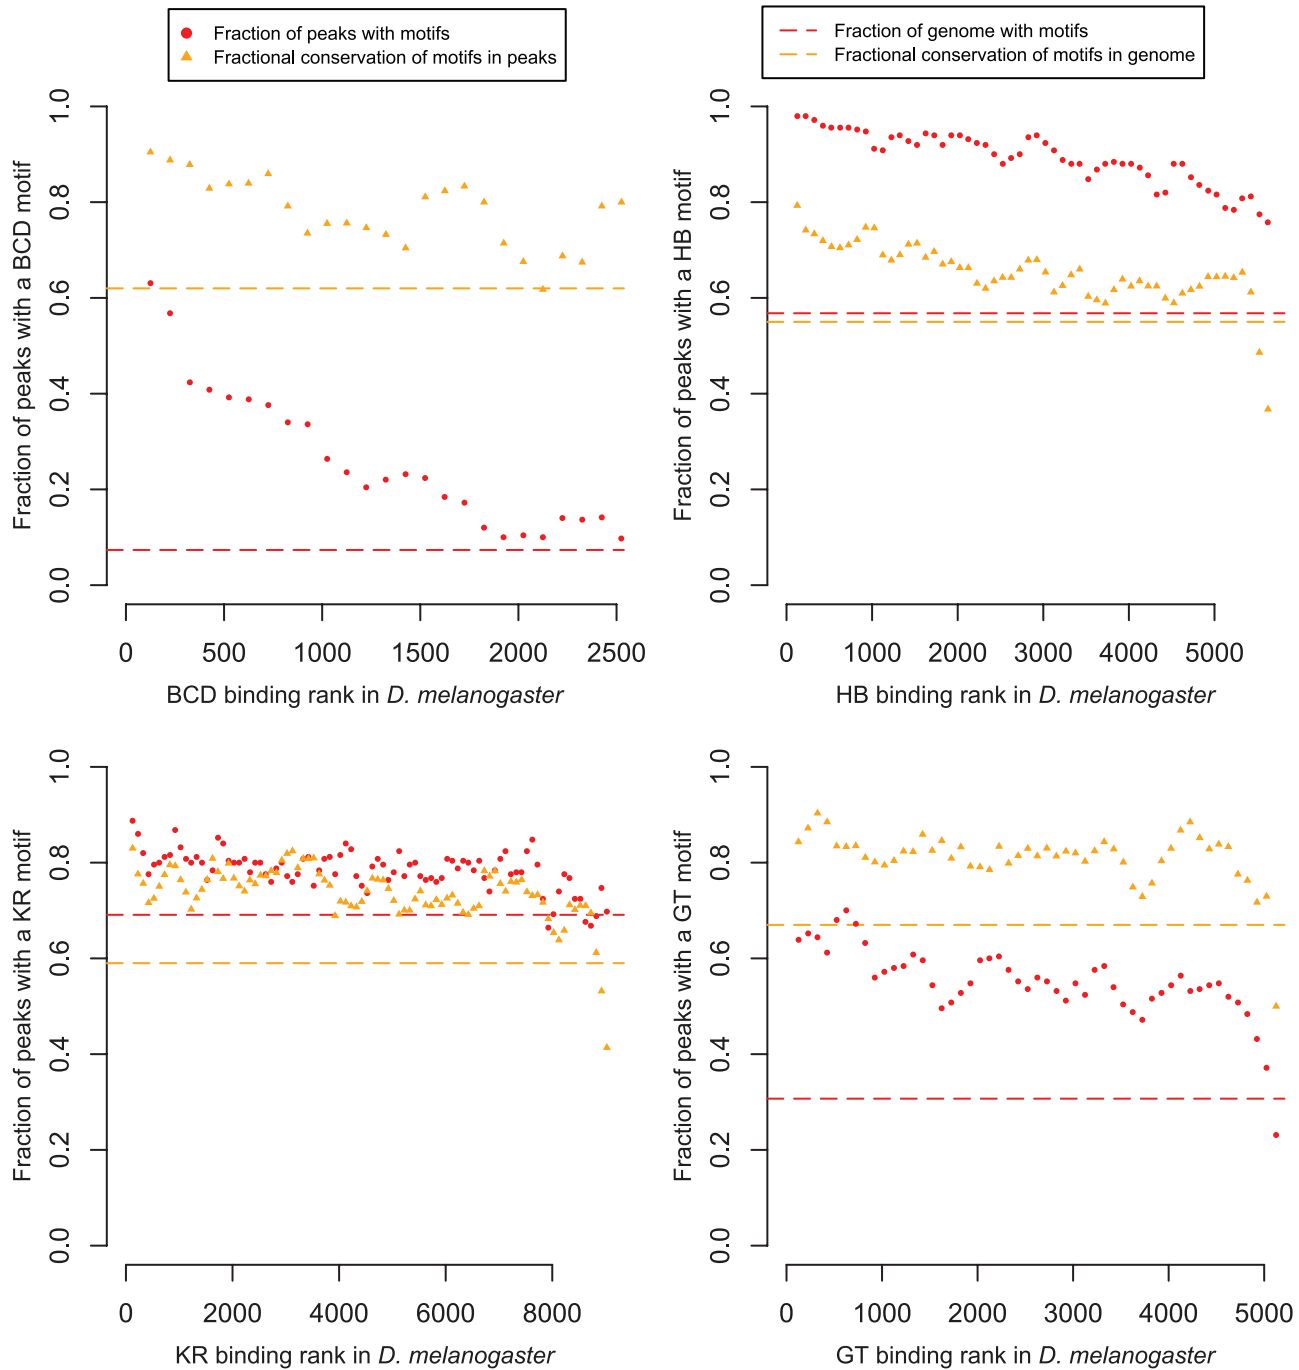 Fraction of peaks with motifs
Fractional conservation of motifs in peaks
Fraction of genome with motifs
Fractional conservation of motifs in genome
Fraction of peaks with a BCD motif
1.0
0.8
0.6
0.4
0.2
0.0
0 500 1000 1500 2000 2500
BCD binding rank in D. melanogaster
Fraction of peaks with a HB motif
1.0
0.8
0.6
0.4
0.2
0.0
0 1000 2000 3000 4000 5000
HB binding rank in D. melanogaster
Fraction of peaks with a KR motif
1.0
0.8
0.6
0.4
0.2
0.0
0 2000 4000 6000 8000
KR binding rank in D. melanogaster
Fraction of peaks with a GT motif
1.0
0.8
0.6
0.4
0.2
0.0
0 1000 2000 3000 4000 5000
GT binding rank in D. melanogaster